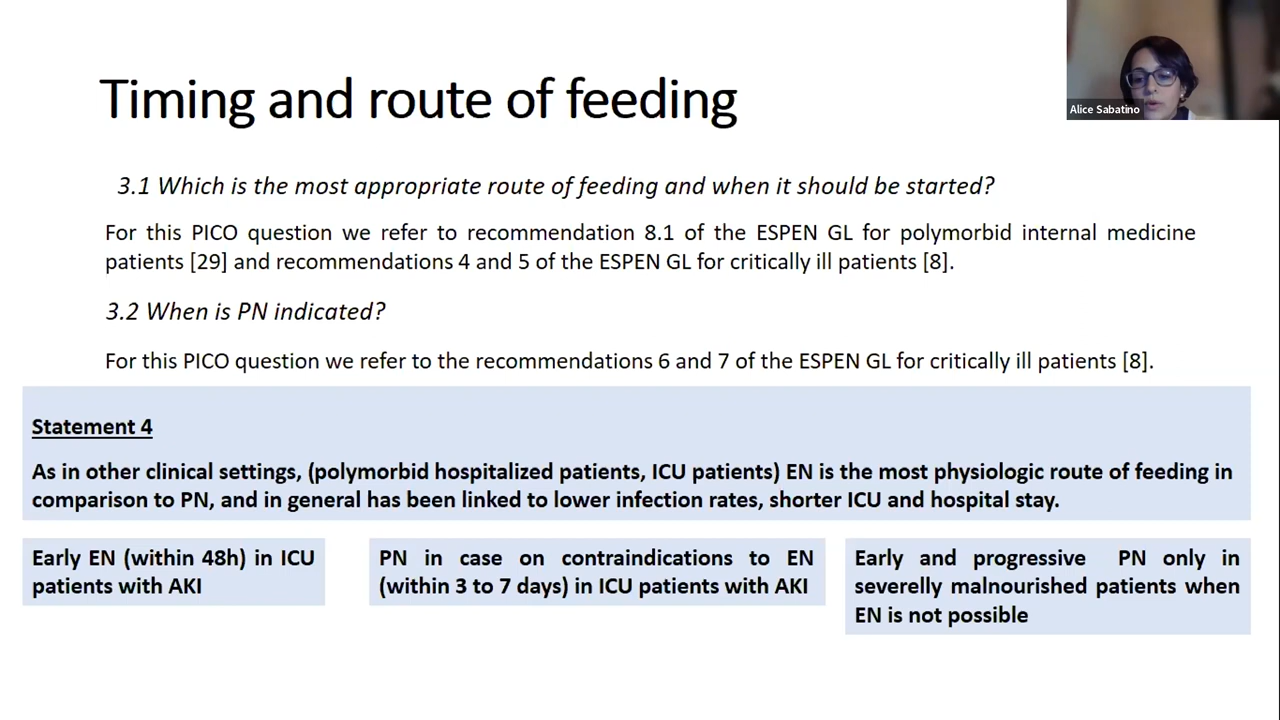 Timing and route of feeding
Alice Sabatino
3.1 Which is the most appropriate route of feeding and when it should be started?
For this PICO question we refer to recommendation 8.1 of the ESPEN GL for polymorbid internal medicine
patients [29] and recommendations 4 and 5 of the ESPEN GL for critically ill patients [8].
3.2 When is PN indicated?
For this PICO question we refer to the recommendations 6 and 7 of the ESPEN GL for critically ill patients [8].
Statement 4
As in other clinical settings, (polymorbid hospitalized patients, ICU patients) EN is the most physiologic route of feeding in
comparison to PN, and in general has been linked to lower infection rates, shorter ICU and hospital stay.
Early EN (within 48h) in ICU
patients with AKI
PN in case on contraindications to EN
(within 3 to 7 days) in ICU patients with AKI
Early and progressive PN only in
severelly malnourished patients when
EN is not possible